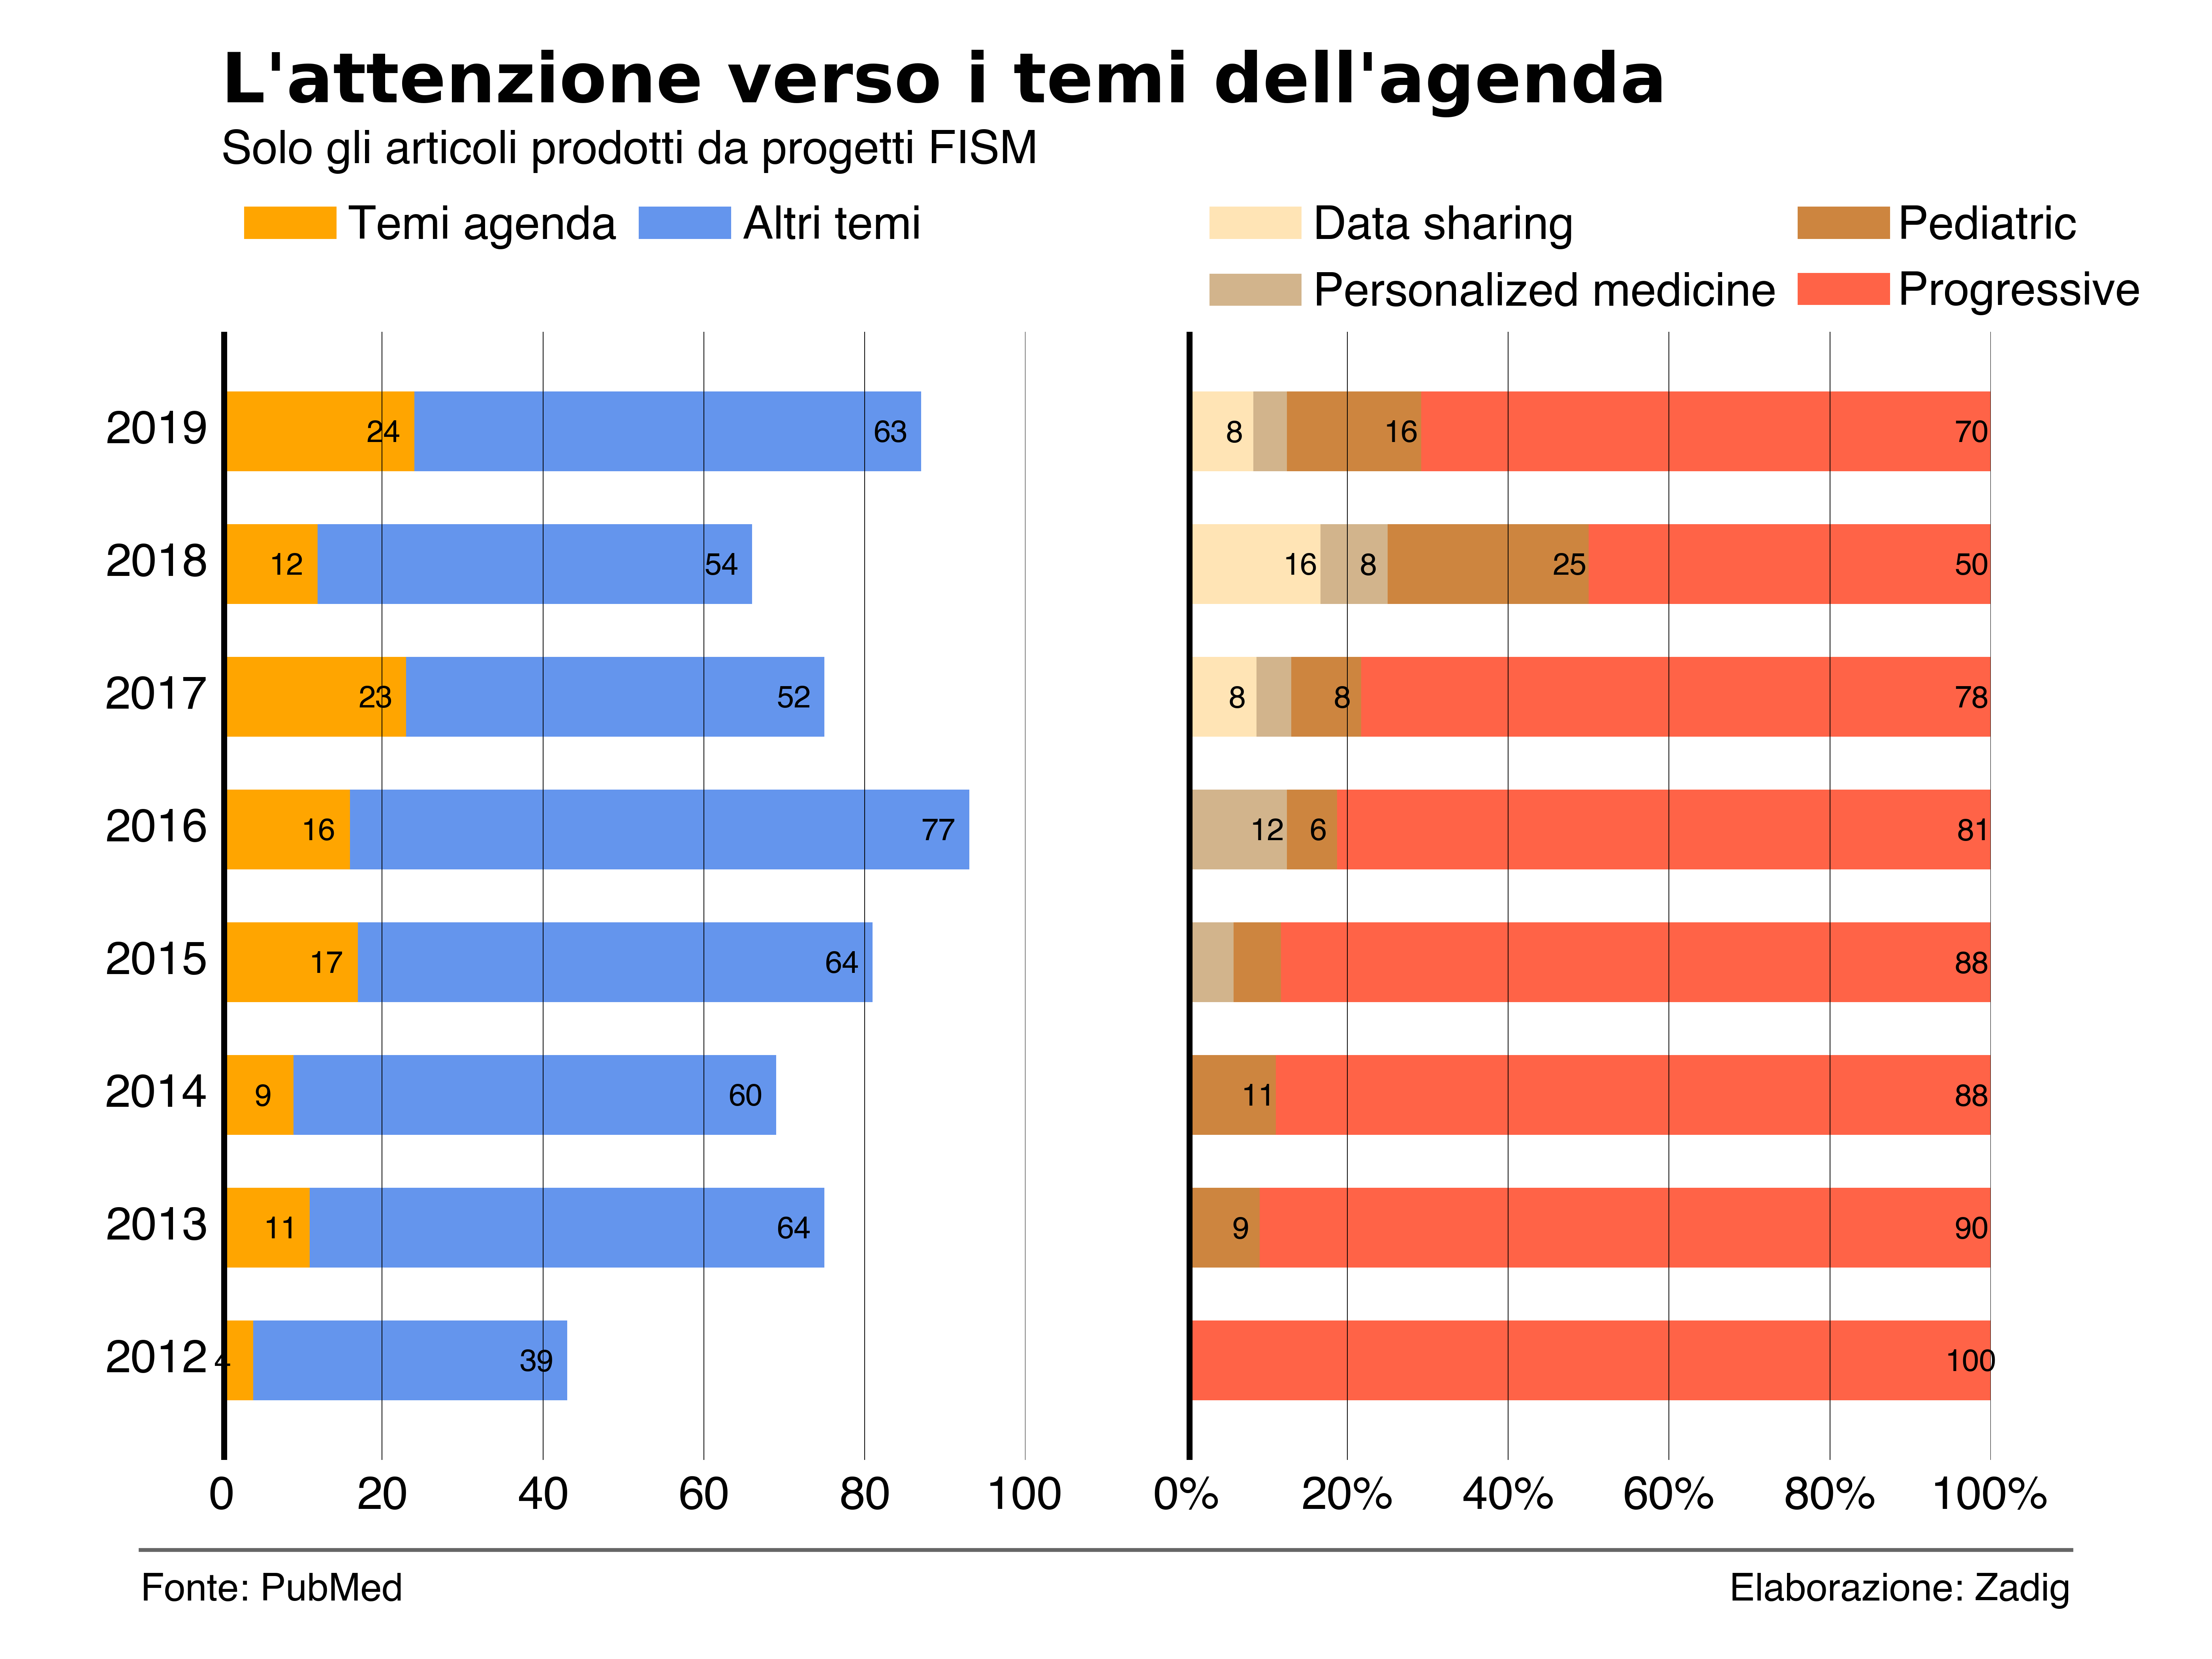 L'attenzione verso i temi dell'agenda
Solo gli articoli prodotti da progetti FISM
Temi agenda Altri temi
Data sharing Pediatric
Personalized medicine Progressive
2019 24 63 8 16 70
2018 12 54 16 8 25 50
2017 23 52 8 8 78
2016 16 77 12 6 81
2015 17 64 88
2014 9 60 11 88
2013 11 64 9 90
2012 4 39 100
0 20 40 60 80 100 0% 20% 40% 60% 80% 100%
Fonte: PubMed Elaborazione: Zadig